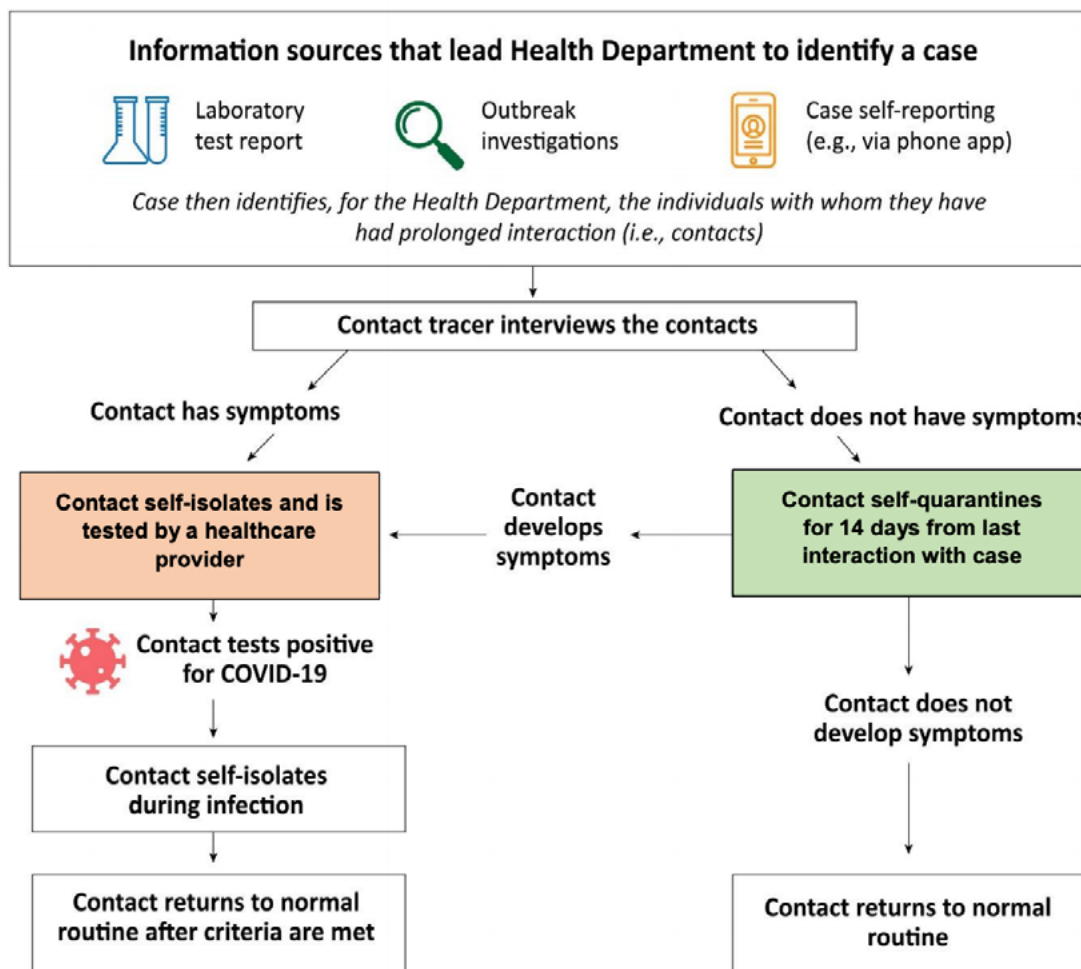 Information sources that lead Health Department to identify a case
Laboratory
test report
Outbreak
investigations
Case self-reporting
(e.g., via phone app)
Case then identifies, for the Health Department, the individuals with whom they have
had prolonged interaction (i.e., contacts)
Contact tracer interviews the contacts
Contact has symptoms
Contact does not have symptoms
Contact self-isolates and is
tested by a healthcare
provider
Contact
develops
symptoms
Contact self-quarantines
for 14 days from last
interaction with case
Contact tests positive
for COVID-19
Contact does not
develop symptoms
Contact self-isolates
during infection
Contact returns to normal
routine after criteria are met
Contact returns to normal
routine